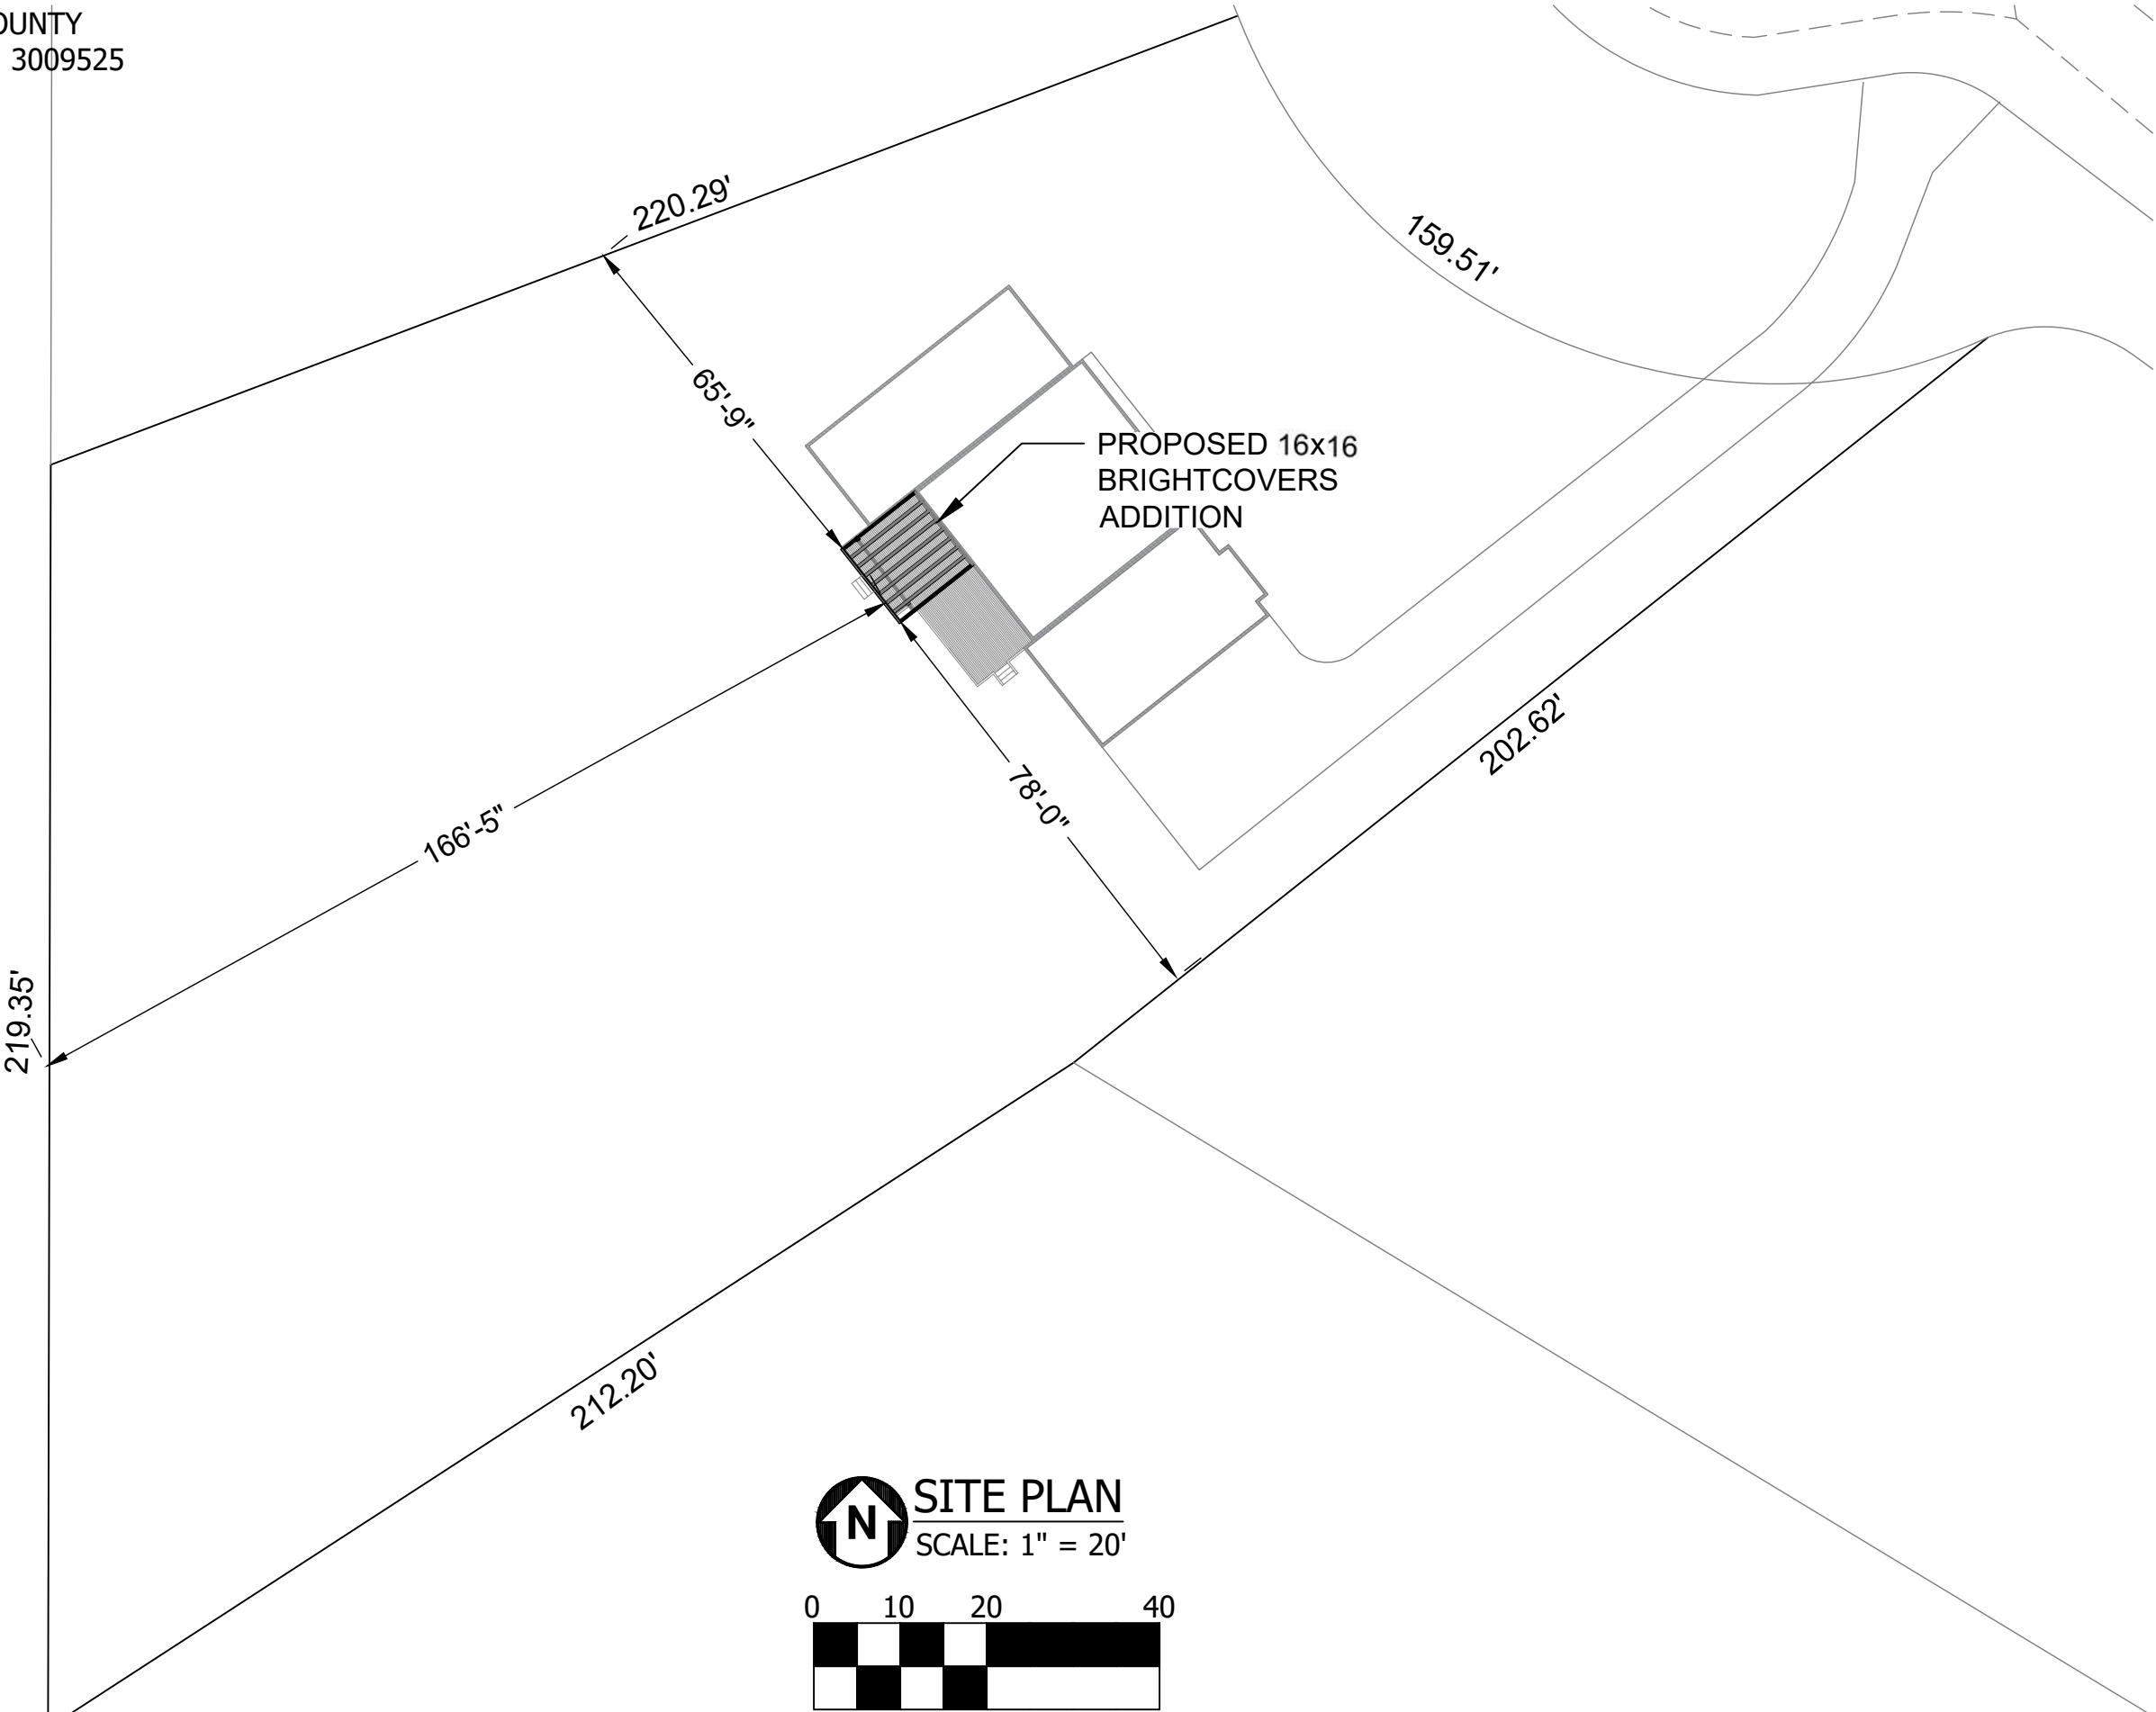 OUNTY
3009525
220.29'
159.51'
65'-9"
PROPOSED 16x16
BRIGHTCOVERS
ADDITION
202.62'
78'-0"
166'-5"
219.35'
212.20'
N
SITE PLAN
SCALE: 1" = 20'
0 10 20 40